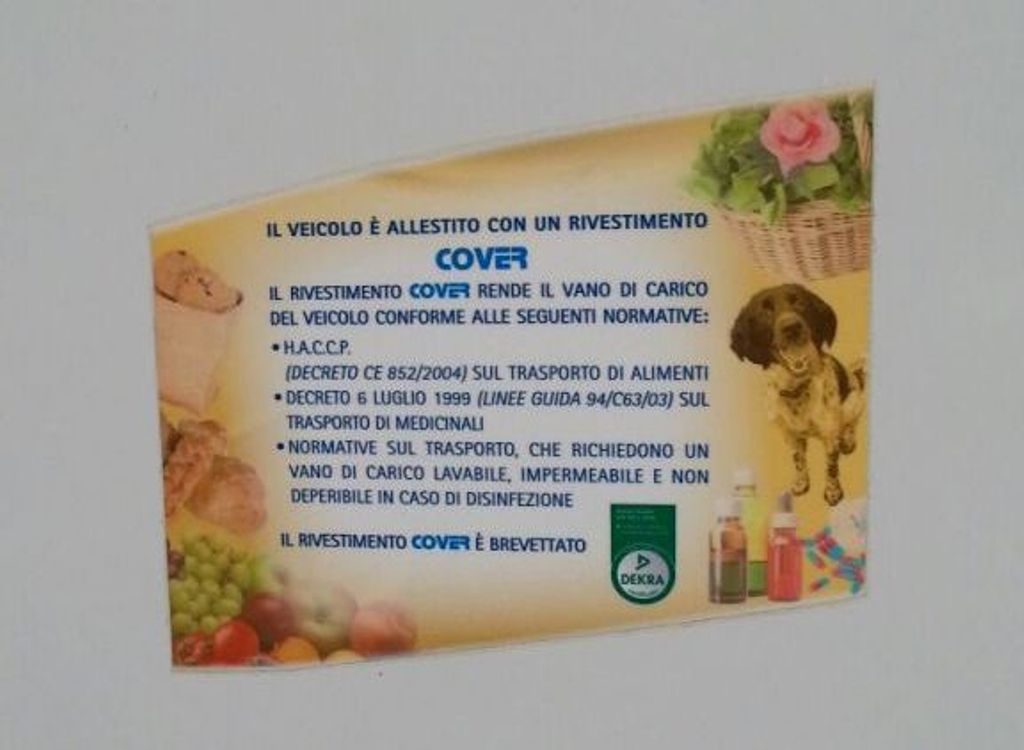 IL VEICOLO È ALLESTITO CON UN RIVESTIMENTO
COVER
IL RIVESTIMENTO COVER RENDE IL VANO DI CARICO
DEL VEICOLO CONFORME ALLE SEGUENTI NORMATIVE:
• H.A.C.C.P.
(DECRETO CE 852/2004) SUL TRASPORTO DI ALIMENTI
• DECRETO 6 LUGLIO 1999 (LINEE GUIDA 94/C63/03) SUL
TRASPORTO DI MEDICINALI
• NORMATIVE SUL TRASPORTO, CHE RICHIEDONO UN
VANO DI CARICO LAVABILE, IMPERMEABILE E NON
DEPERIBILE IN CASO DI DISINFEZIONE
IL RIVESTIMENTO COVER È BREVETTATO
DEKRA